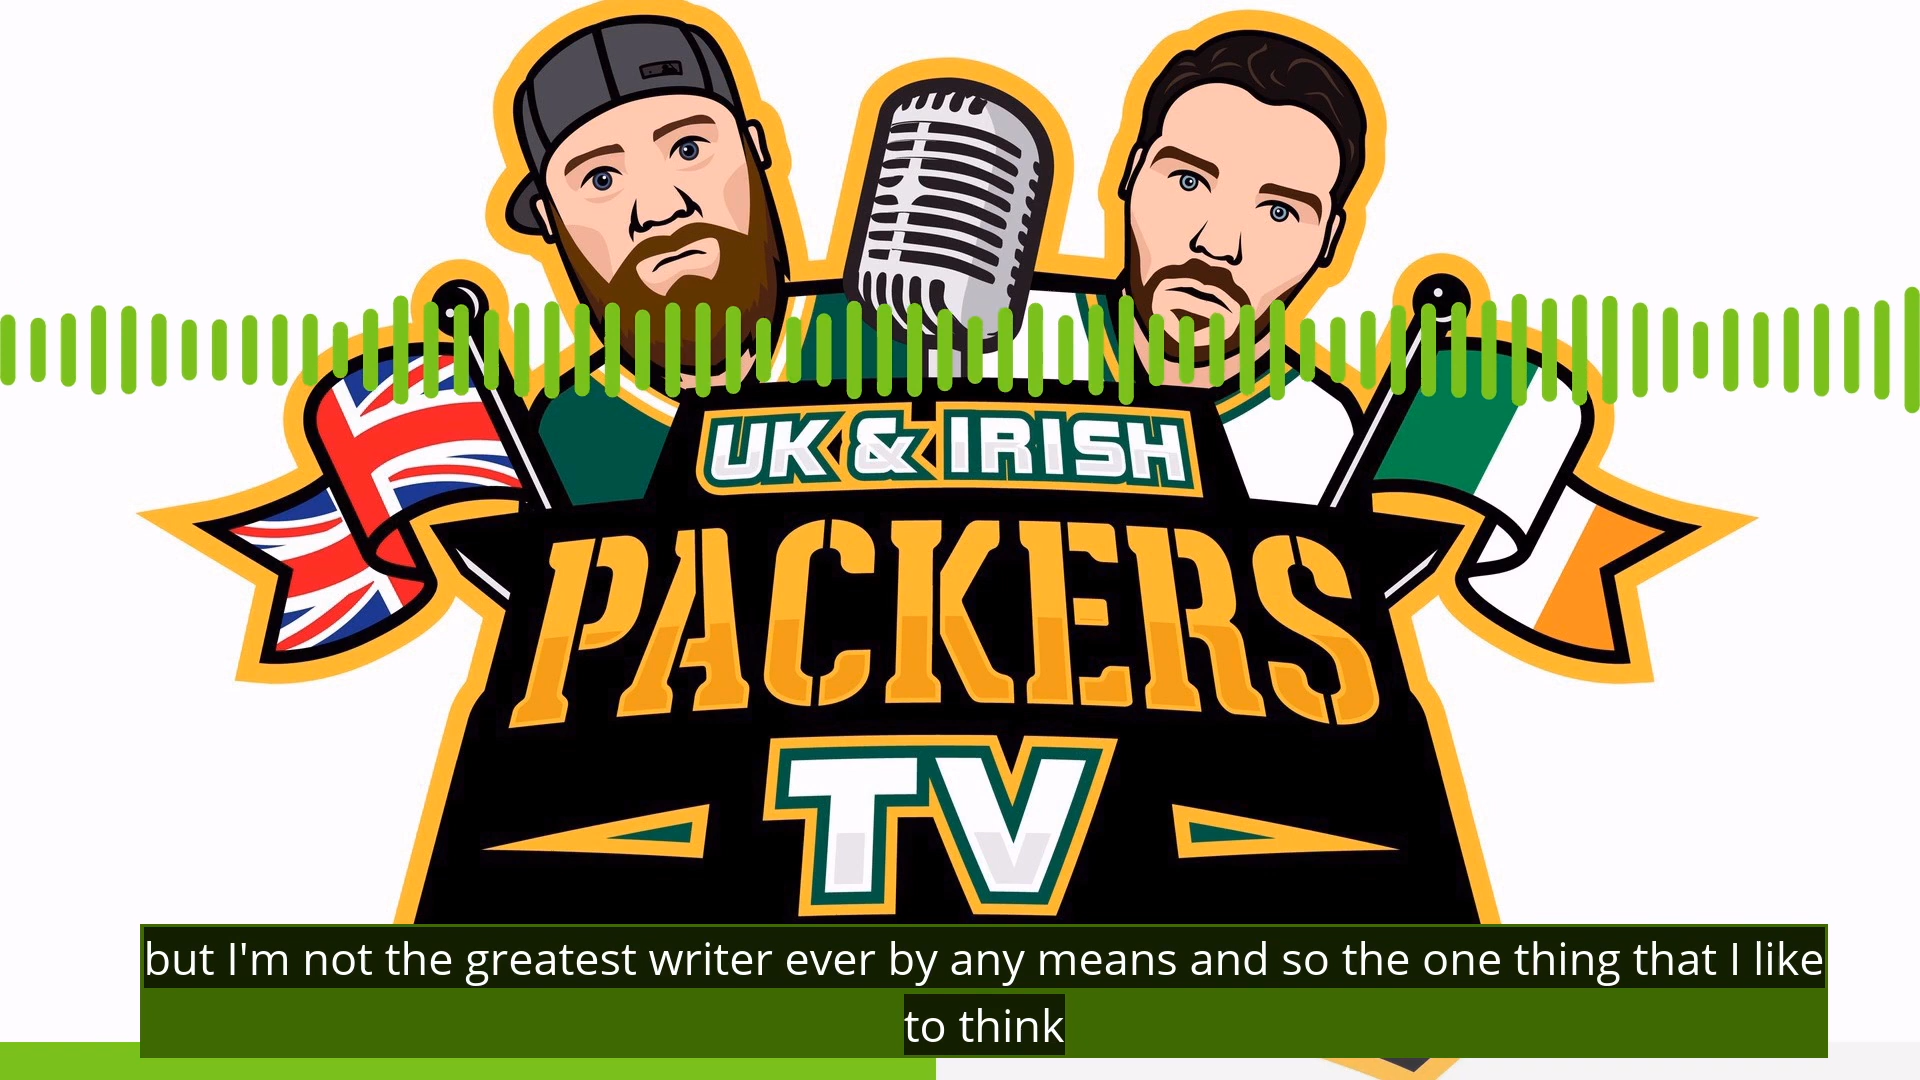 UK & IRISH
PACKERS
TV
but I'm not the greatest writer ever by any means and so the one thing that I like
to think